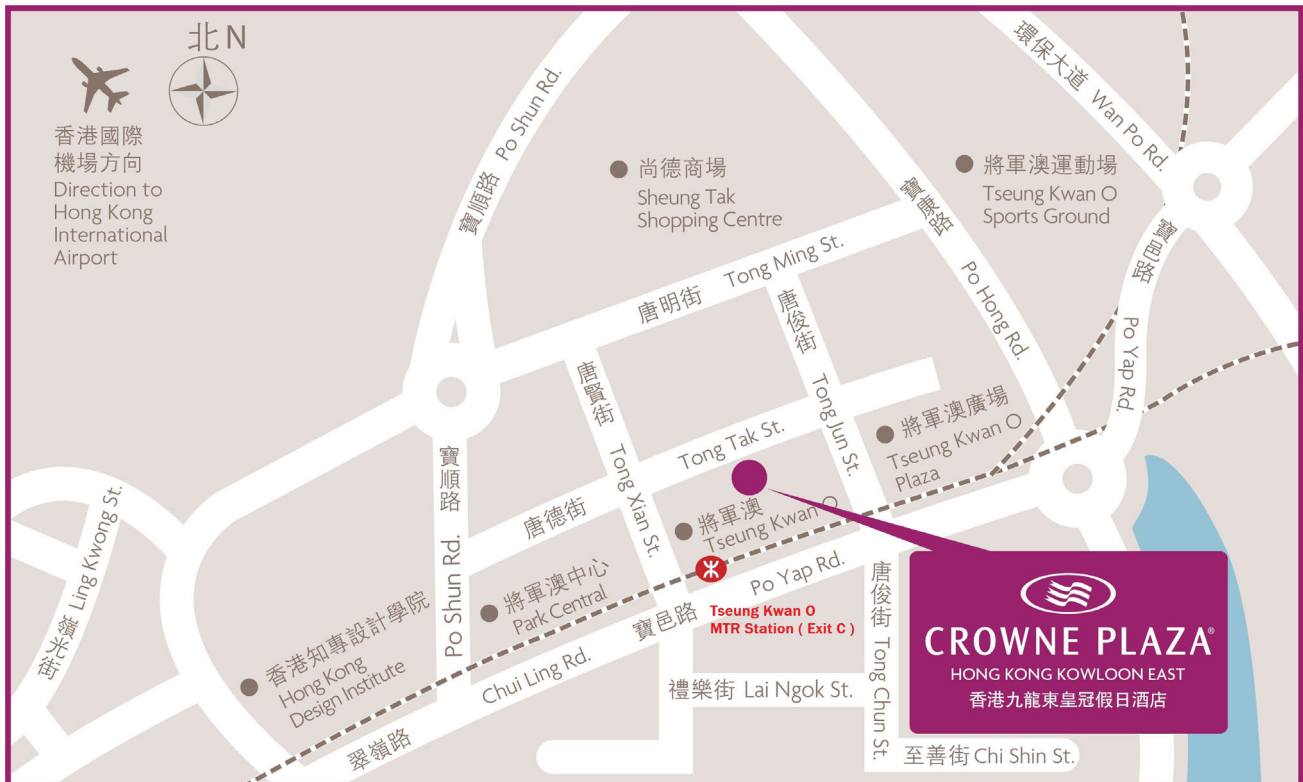 北 N
香港國際
機場方向
Direction to
Hong Kong
International
Airport
寶順路 Po Shun Rd.
尚德商場
Sheung Tak
Shopping Centre
環保大道 Wan Po Rd.
將軍澳運動場
Tseung Kwan O
Sports Ground
寶康路 Po Hong Rd.
寶邑路 Po Yap Rd.
唐明街 Tong Ming St.
唐俊街 Tong Jun St.
唐賢街 Tong Xian St.
唐德街 Tong Tak St.
將軍澳廣場
Tseung Kwan O
Plaza
將軍澳
Tseung Kwan O
寶順路 Po Shun Rd.
Ling Kwong St.
光街
將軍澳中心
Park Central
香港知專設計學院
Hong Kong
Design Institute
Tseung Kwan O
MTR Station ( Exit C )
寶邑路 Po Yap Rd.
翠嶺路 Chui Ling Rd.
禮樂街 Lai Ngok St.
唐俊街 Tong Chun St.
至善街 Chi Shin St.
CROWNE PLAZA®
HONG KONG KOWLOON EAST
香港九龍東皇冠假日酒店